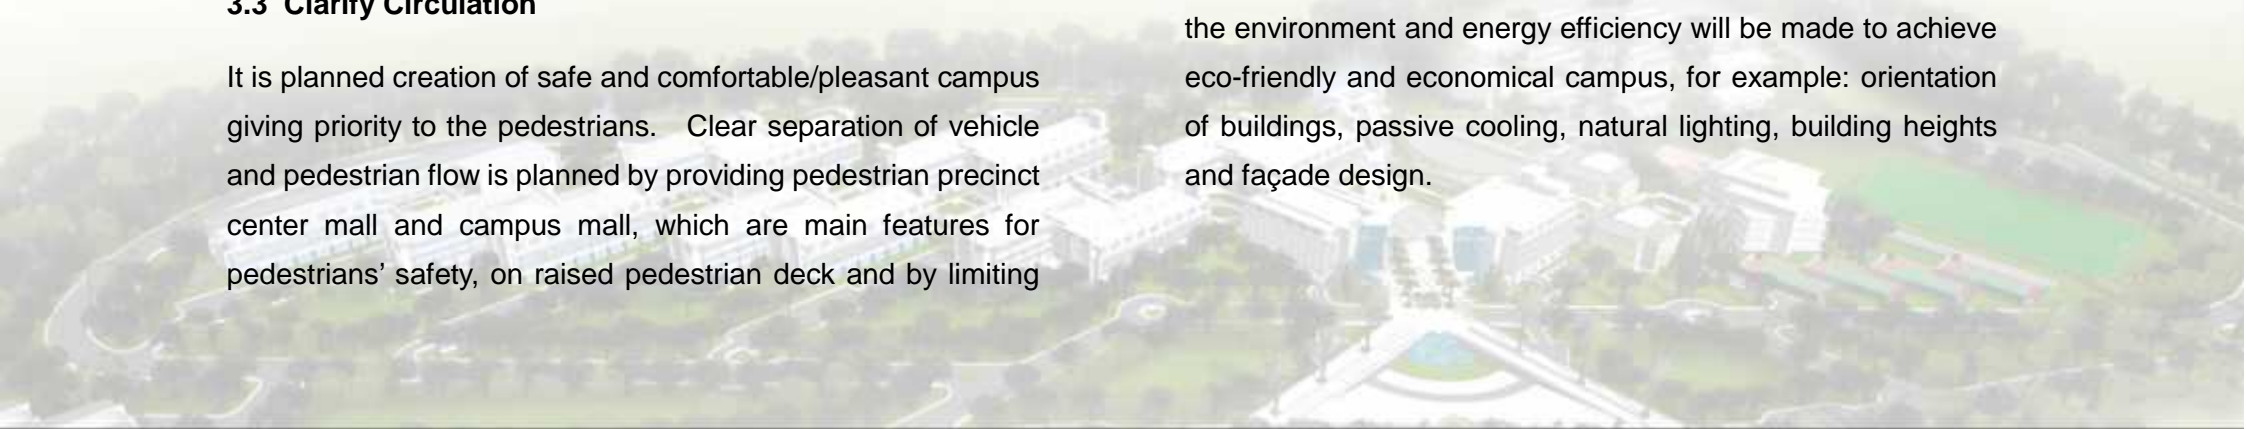 3.3 Clarify Circulation
It is planned creation of safe and comfortable/pleasant campus
giving priority to the pedestrians. Clear separation of vehicle
and pedestrian flow is planned by providing pedestrian precinct
center mall and campus mall, which are main features for
pedestrians’ safety, on raised pedestrian deck and by limiting
the environment and energy efficiency will be made to achieve
eco-friendly and economical campus, for example: orientation
of buildings, passive cooling, natural lighting, building heights
and façade design.